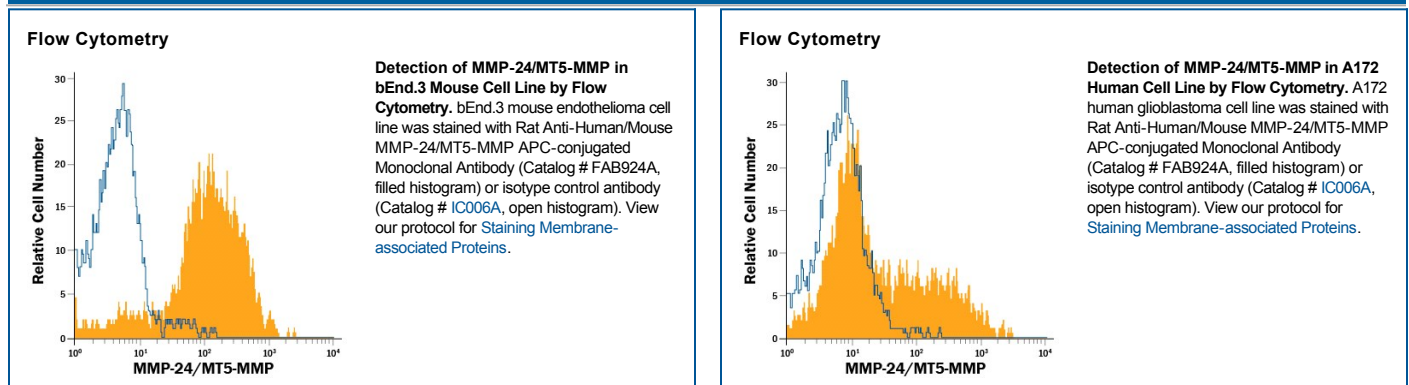 Flow Cytometry
30
25
20
15
10
5
0
Relative Cell Number
10⁰ 10¹ 10² 10³ 10⁴
MMP-24/MT5-MMP
Detection of MMP-24/MT5-MMP in
bEnd.3 Mouse Cell Line by Flow
Cytometry. bEnd.3 mouse endothelioma cell
line was stained with Rat Anti-Human/Mouse
MMP-24/MT5-MMP APC-conjugated
Monoclonal Antibody (Catalog # FAB924A,
filled histogram) or isotype control antibody
(Catalog # IC006A, open histogram). View
our protocol for Staining Membrane-
associated Proteins.
Flow Cytometry
30
25
20
15
10
5
0
Relative Cell Number
10⁰ 10¹ 10² 10³ 10⁴
MMP-24/MT5-MMP
Detection of MMP-24/MT5-MMP in A172
Human Cell Line by Flow Cytometry. A172
human glioblastoma cell line was stained with
Rat Anti-Human/Mouse MMP-24/MT5-MMP
APC-conjugated Monoclonal Antibody
(Catalog # FAB924A, filled histogram) or
isotype control antibody (Catalog # IC006A,
open histogram). View our protocol for
Staining Membrane-associated Proteins.